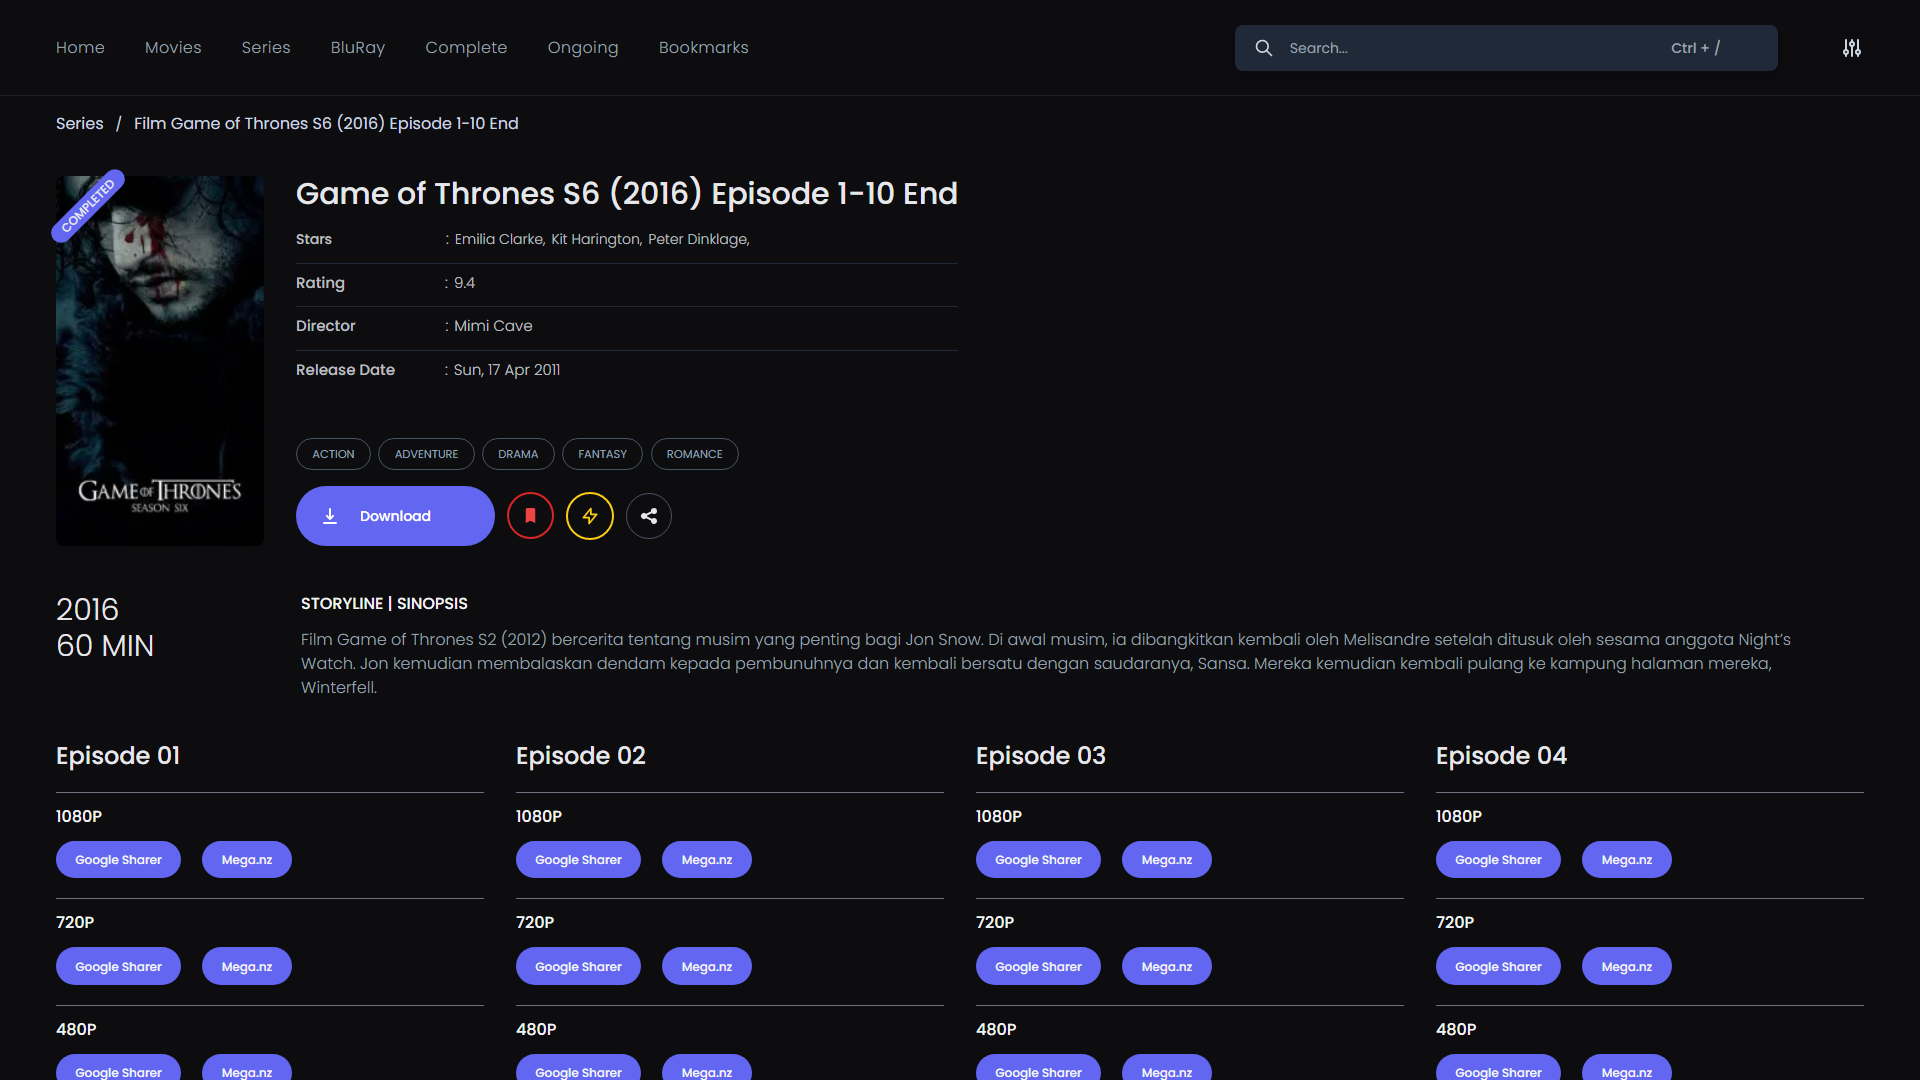 Home Movies Series BluRay Complete Ongoing Bookmarks Search... Ctrl + /
Series / Film Game of Thrones S6 (2016) Episode 1-10 End
COMPLETED
GAME OF THRONES
SEASON SIX
Game of Thrones S6 (2016) Episode 1-10 End
Stars : Emilia Clarke, Kit Harington, Peter Dinklage,
Rating : 9.4
Director : Mimi Cave
Release Date : Sun, 17 Apr 2011
ACTION ADVENTURE DRAMA FANTASY ROMANCE
Download
2016
60 MIN
STORYLINE | SINOPSIS
Film Game of Thrones S2 (2012) bercerita tentang musim yang penting bagi Jon Snow. Di awal musim, ia dibangkitkan kembali oleh Melisandre setelah ditusuk oleh sesama anggota Night’s
Watch. Jon kemudian membalaskan dendam kepada pembunuhnya dan kembali bersatu dengan saudaranya, Sansa. Mereka kemudian kembali pulang ke kampung halaman mereka,
Winterfell.
Episode 01 Episode 02 Episode 03 Episode 04
1080P 1080P 1080P 1080P
Google Sharer Mega.nz Google Sharer Mega.nz Google Sharer Mega.nz Google Sharer Mega.nz
720P 720P 720P 720P
Google Sharer Mega.nz Google Sharer Mega.nz Google Sharer Mega.nz Google Sharer Mega.nz
480P 480P 480P 480P
Google Sharer Mega.nz Google Sharer Mega.nz Google Sharer Mega.nz Google Sharer Mega.nz